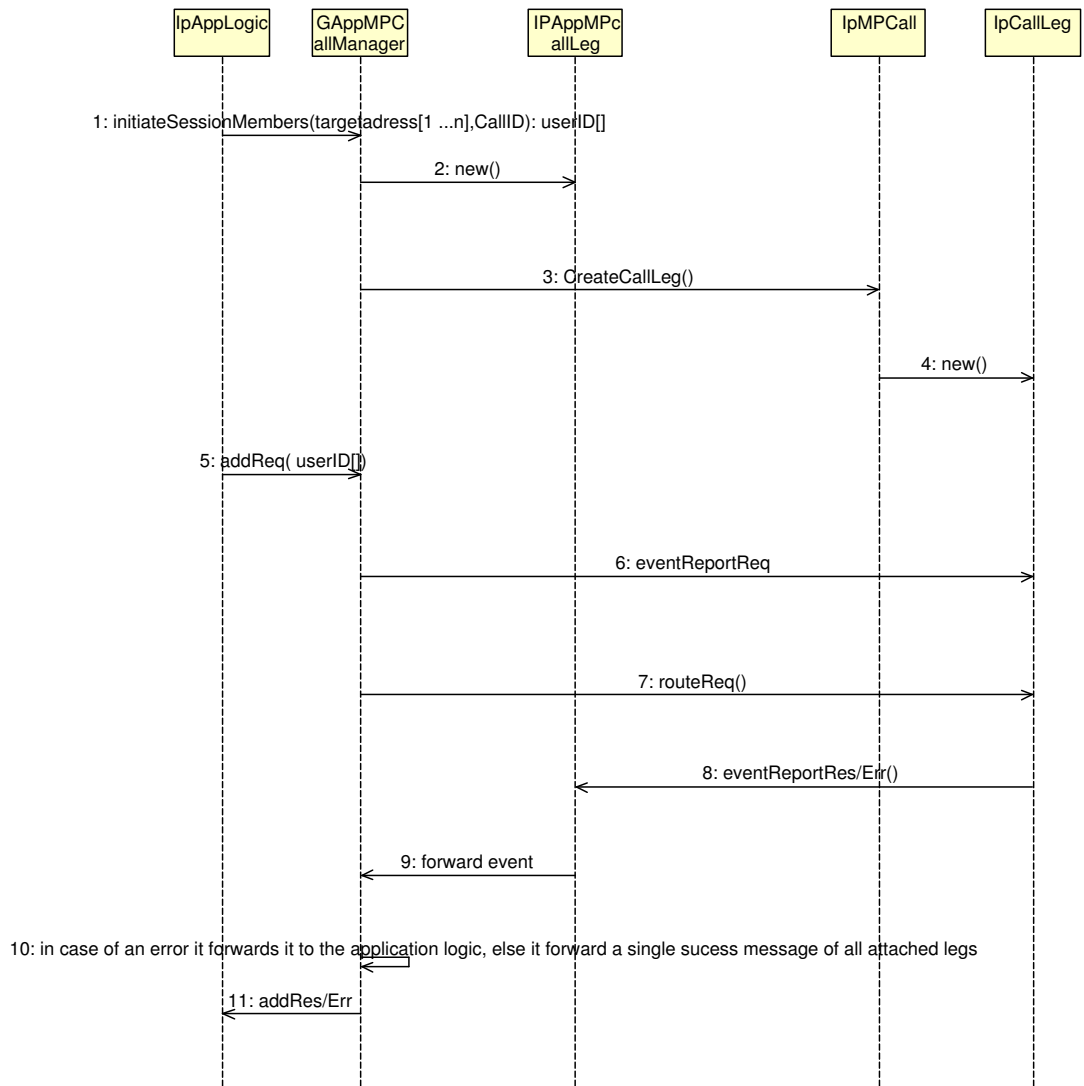 IpAppLogic
GAppMPC
allManager
IPAppMPc
allLeg
IpMPCall
IpCallLeg
1: initiateSessionMembers(targetadress[1 ...n],CallID): userID[]
2: new()
3: CreateCallLeg()
4: new()
5: addReq( userID[])
6: eventReportReq
7: routeReq()
8: eventReportRes/Err()
9: forward event
10: in case of an error it forwards it to the application logic, else it forward a single sucess message of all attached legs
11: addRes/Err